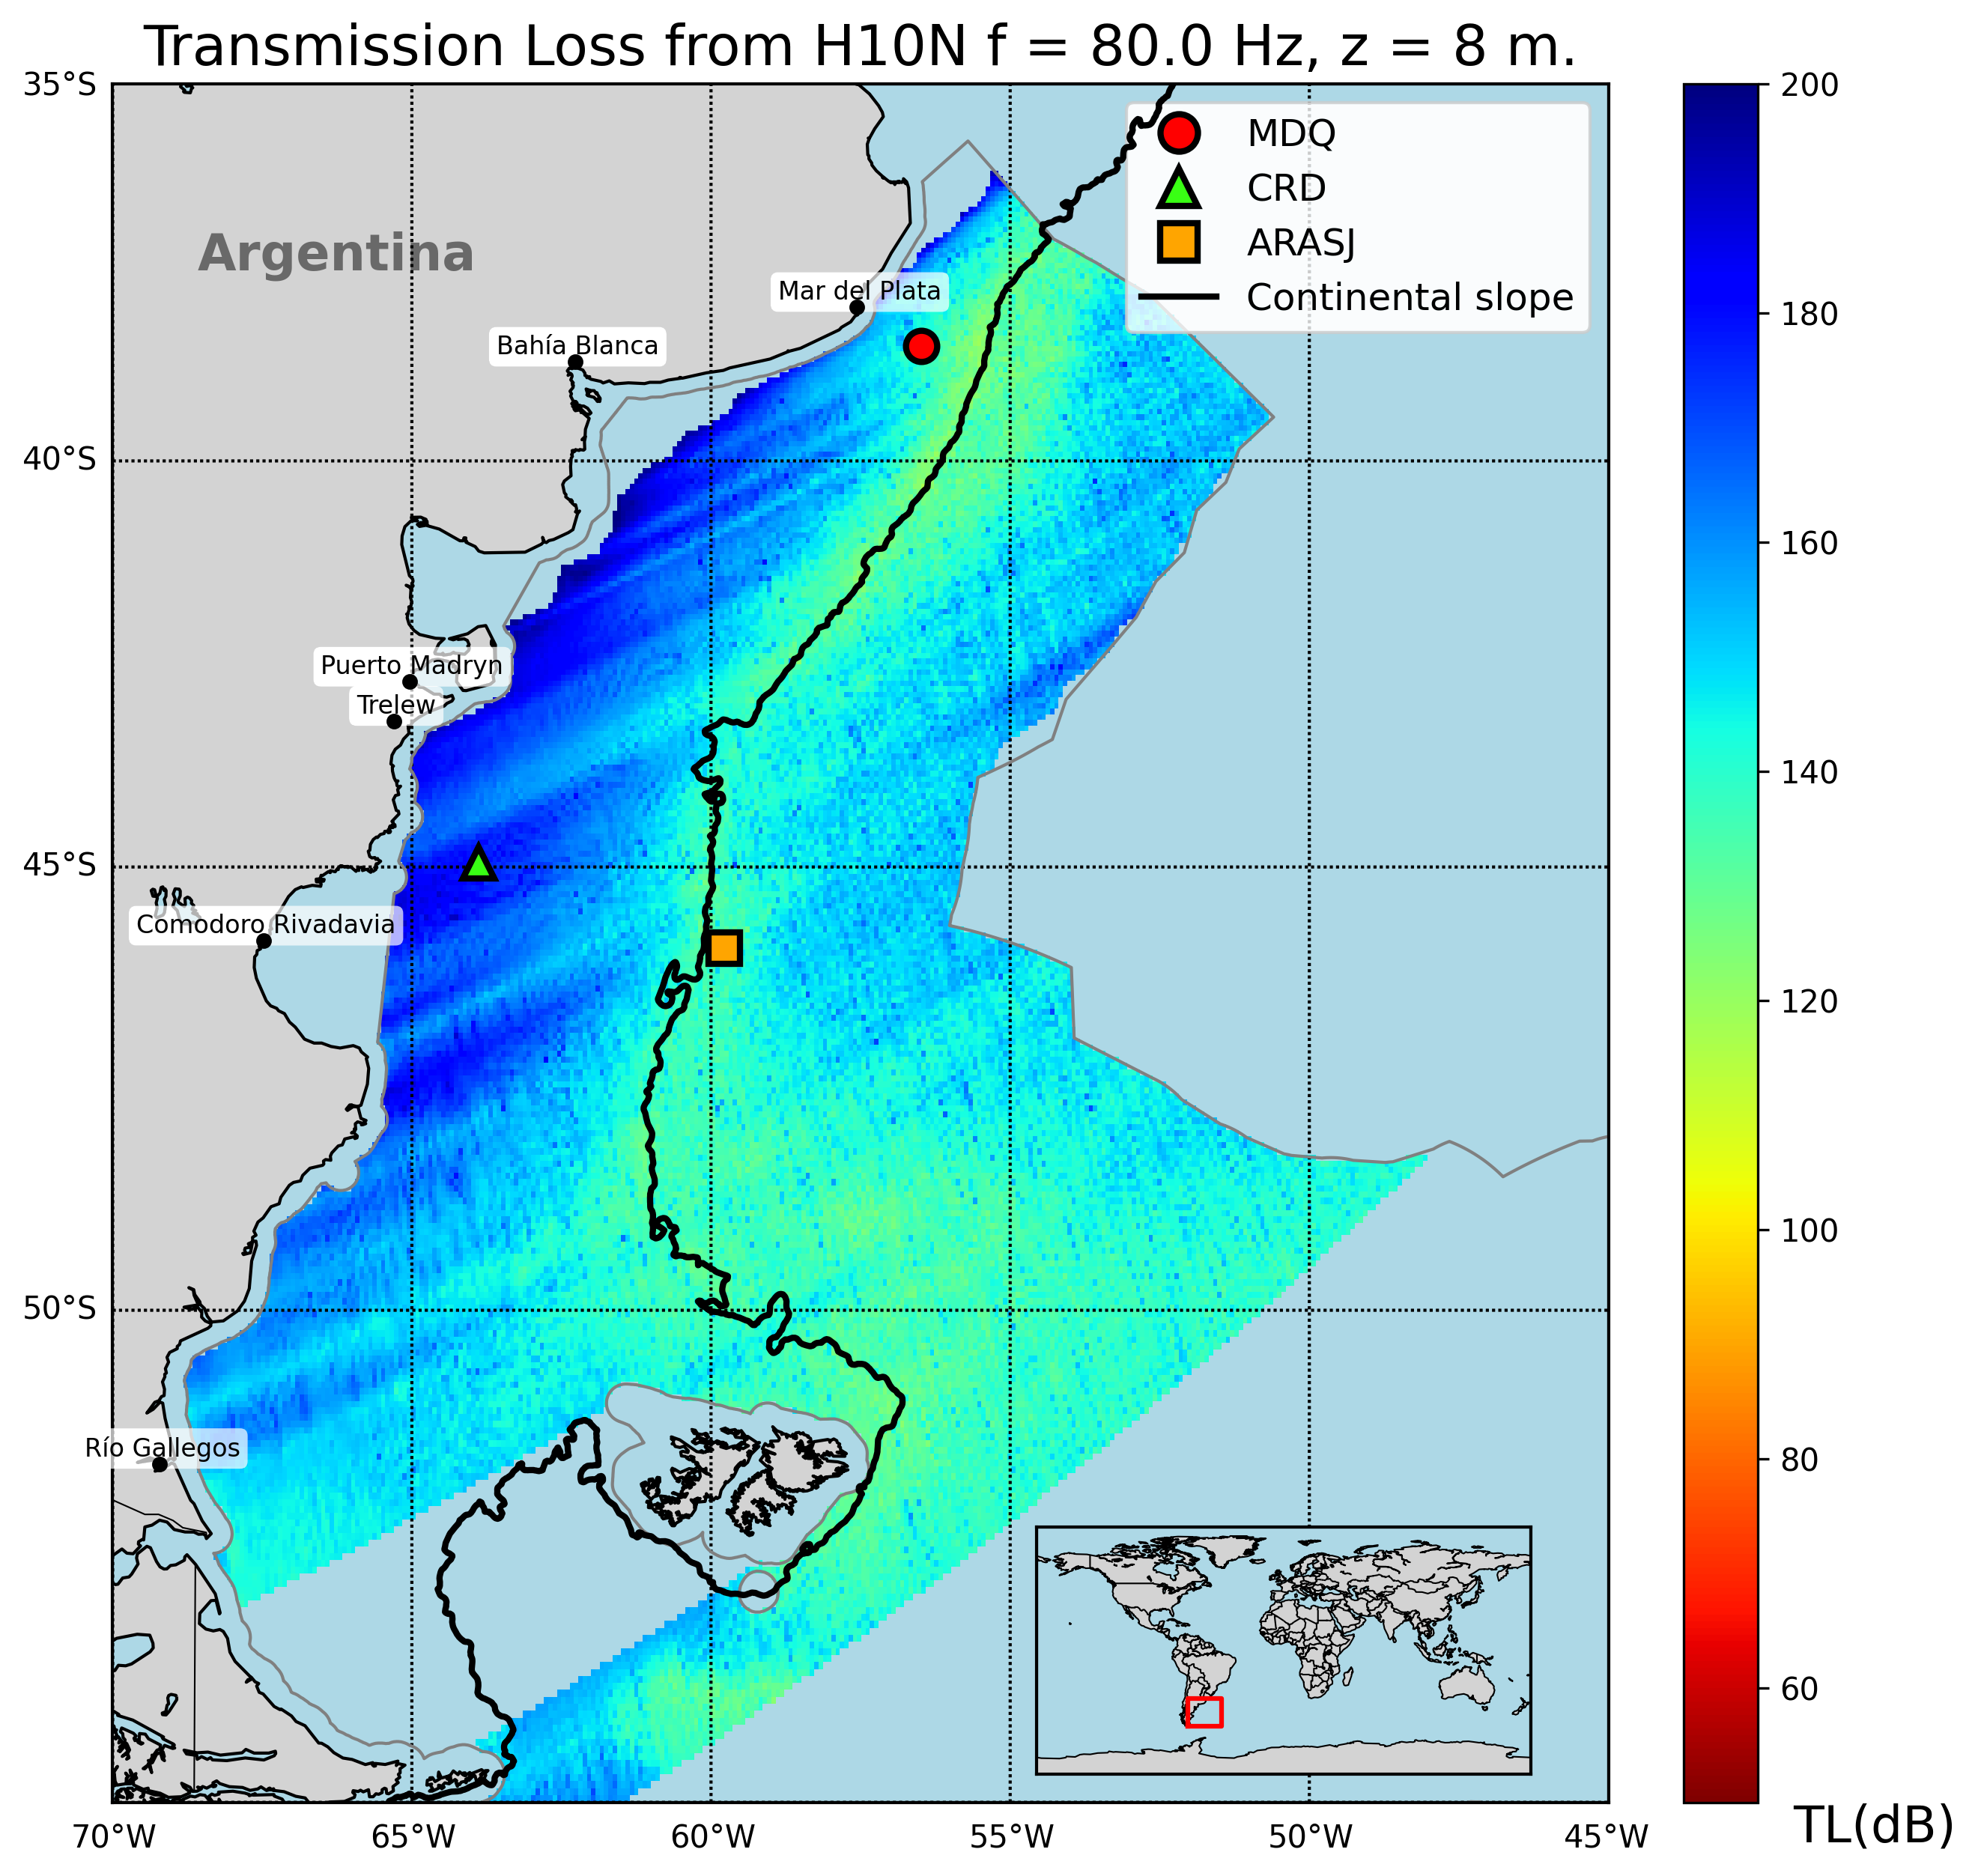 Transmission Loss from H10N f = 80.0 Hz, z = 8 m.
35°S
40°S
45°S
50°S
70°W
65°W
60°W
55°W
50°W
45°W
Argentina
Mar del Plata
Bahía Blanca
Puerto Madryn
Trelew
Comodoro Rivadavia
Río Gallegos
MDQ
CRD
ARASJ
Continental slope
200
180
160
140
120
100
80
60
TL(dB)